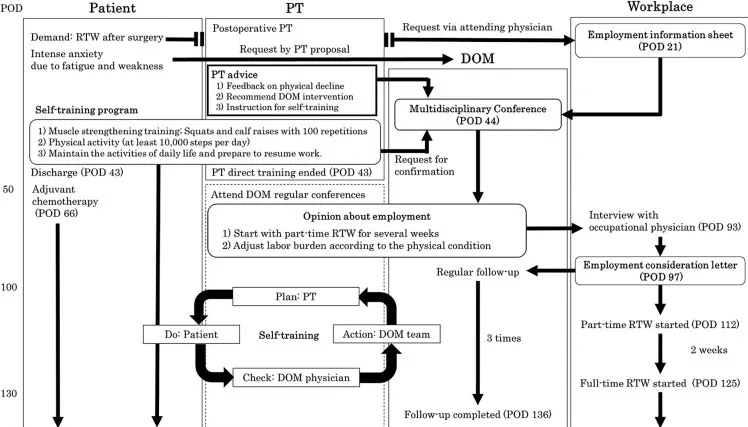 POD
Patient
PT
Workplace
Postoperative PT
Demand: RTW after surgery
Request via attending physician
Employment information sheet
(POD 21)
Intense anxiety
due to fatigue and weakness
Request by PT proposal
DOM
PT advice
1) Feedback on physical decline
2) Recommend DOM intervention
3) Instruction for self-training
Self-training program
Multidisciplinary Conference
(POD 44)
1) Muscle strengthening training: Squats and calf raises with 100 repetitions
2) Physical activity (at least 10,000 steps per day)
3) Maintain the activities of daily life and prepare to resume work.
Request for
confirmation
Discharge (POD 43)
PT direct training ended (POD 43)
50
Adjuvant
chemotherapy
(POD 66)
Attend DOM regular conferences
Opinion about employment
1) Start with part-time RTW for several weeks
2) Adjust labor burden according to the physical condition
Interview with
occupational physician (POD 93)
Regular follow-up
Employment consideration letter
(POD 97)
100
Plan: PT
Do: Patient
Self-training
Action: DOM team
Check: DOM physician
3 times
Part-time RTW started (POD 112)
2 weeks
Full-time RTW started (POD 125)
130
Follow-up completed (POD 136)